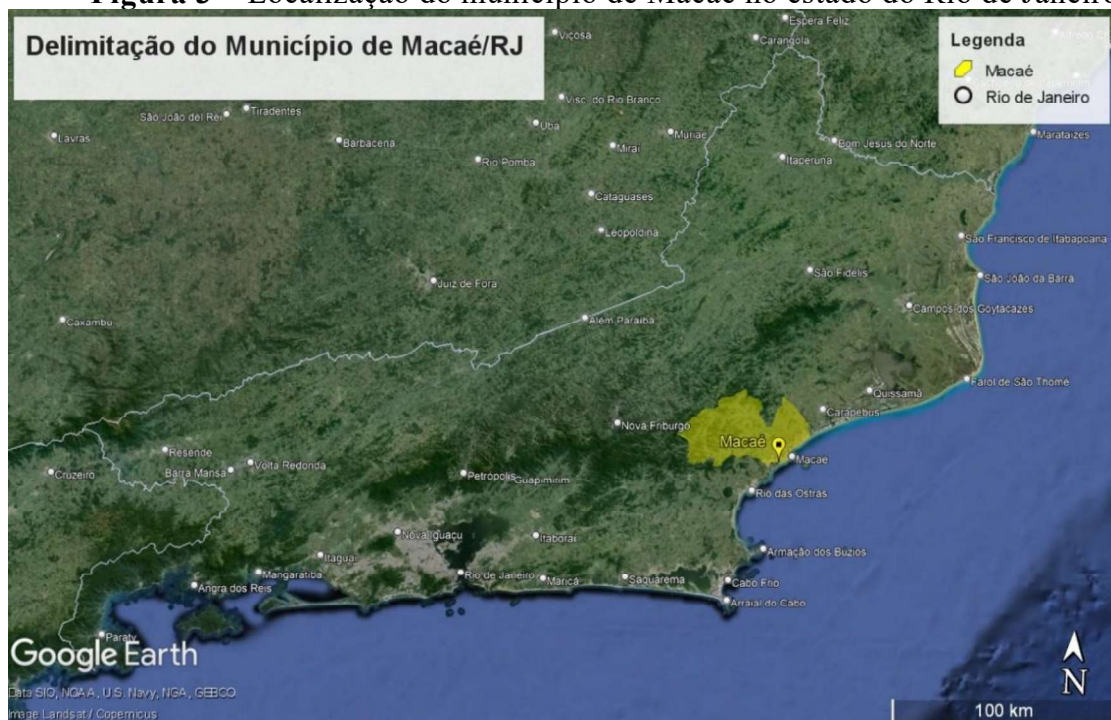 Figura 3 – Localização do município de Macaé no estado do Rio de Janeiro
Delimitação do Município de Macaé/RJ
Legenda
Macaé
Rio de Janeiro
Espera Feliz
Viçosa
Carangola
Visc. do Rio Branco
Tiradentes
São João del Rei
Ubá
Lavras
Barbacena
Muriaé
Marataízes
Miraí
Bom Jesus do Norte
Rio Pomba
Itaperuna
Cataguases
Leopoldina
São Francisco de Itabapoana
São Fidélis
São João da Barra
Juiz de Fora
Campos dos Goytacazes
Caxambu
Além Paraíba
Farol de São Thomé
Quissamã
Carapebus
Nova Friburgo
Macaé
Macaé
Resende
Volta Redonda
Barra Mansa
Cruzeiro
Petrópolis
Guapimirim
Rio das Ostras
Nova Iguaçu
Itaboraí
Itaguaí
Armação dos Búzios
Mangaratiba
Rio de Janeiro
Maricá
Saquarema
Cabo Frio
Angra dos Reis
Arraial do Cabo
Paraty
Google Earth
Data SIO, NOAA, U.S. Navy, NGA, GEBCO
Image Landsat / Copernicus
N
100 km